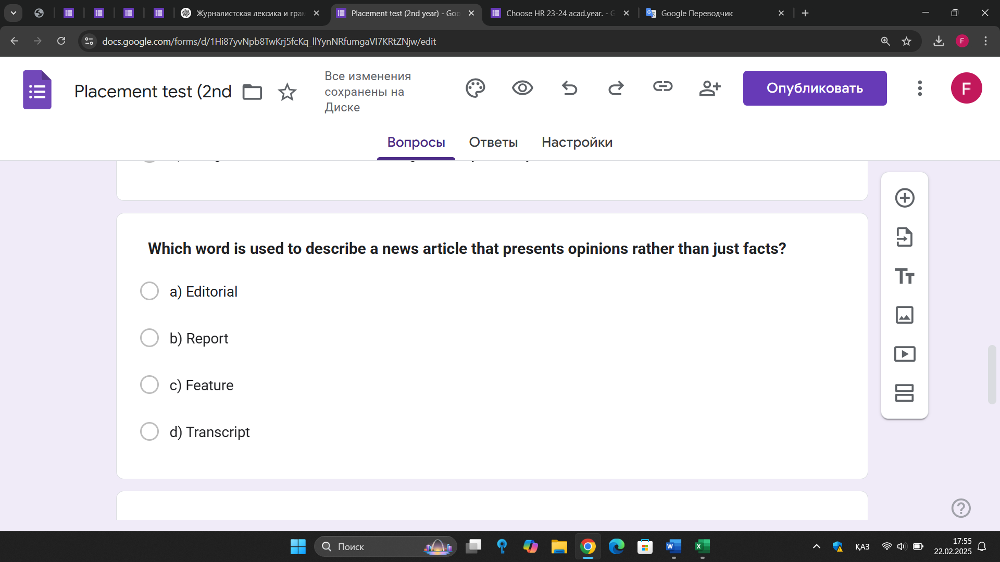 Журналистская лексика и гра
Placement test (2nd year) - Goo
Choose HR 23-24 acad.year. - G
Google Переводчик
docs.google.com/forms/d/1Hi87yvNpb8TwKrj5fcKq_llYynNRfumgaVI7KRtZNjw/edit
F
Placement test (2nd
Все изменения
сохранены на
Диске
Опубликовать
F
Вопросы
Ответы
Настройки
Which word is used to describe a news article that presents opinions rather than just facts?
a) Editorial
b) Report
c) Feature
d) Transcript
Поиск
ҚАЗ
17:55
22.02.2025